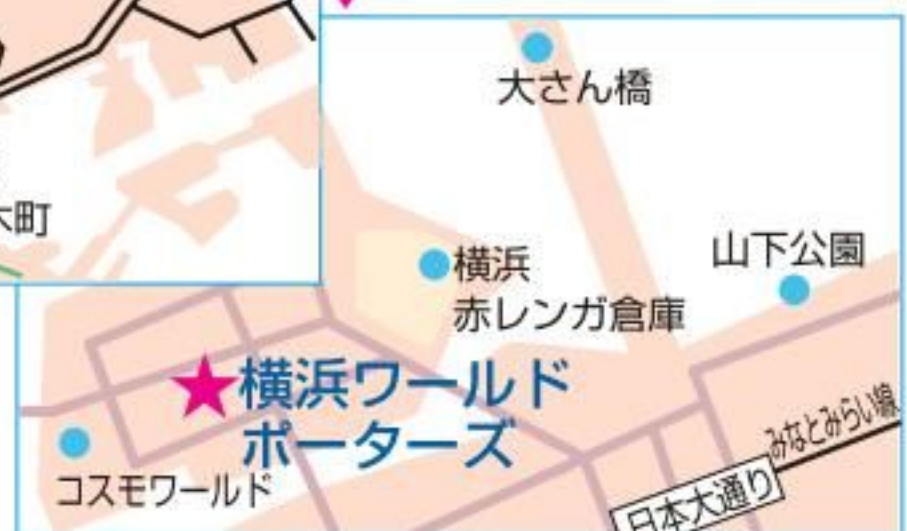 大さん橋
木町
横浜
赤レンガ倉庫
山下公園
横浜ワールド
ポーターズ
コスモワールド
みなとみらい線
日本大通り